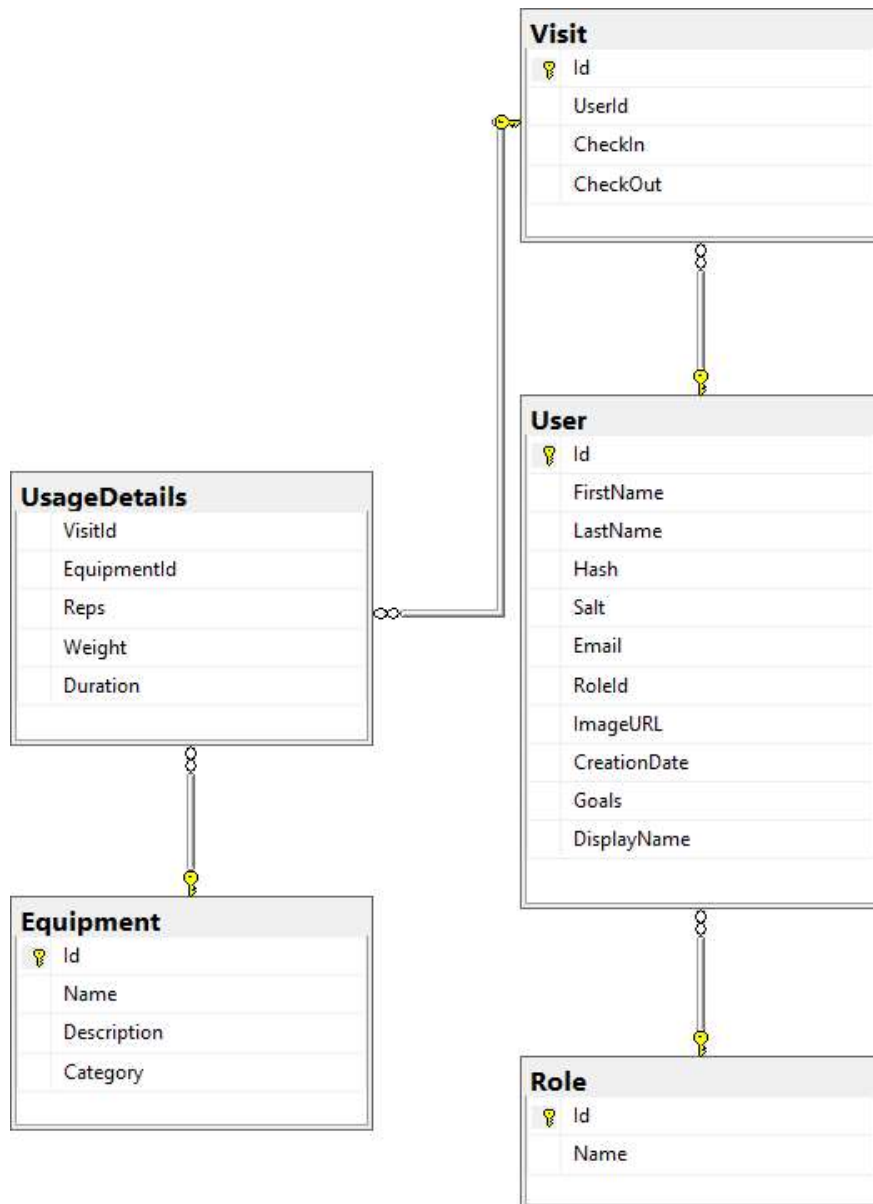 Visit
Id
UserId
CheckIn
CheckOut
User
Id
FirstName
LastName
Hash
Salt
Email
RoleId
ImageURL
CreationDate
Goals
DisplayName
UsageDetails
VisitId
EquipmentId
Reps
Weight
Duration
Equipment
Id
Name
Description
Category
Role
Id
Name